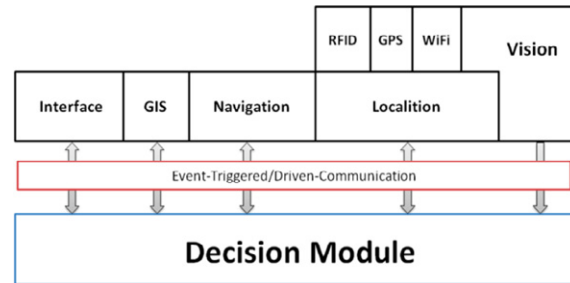 RFID GPS WiFi Vision
Interface GIS Navigation Localition
Event-Triggered/Driven-Communication
Decision Module